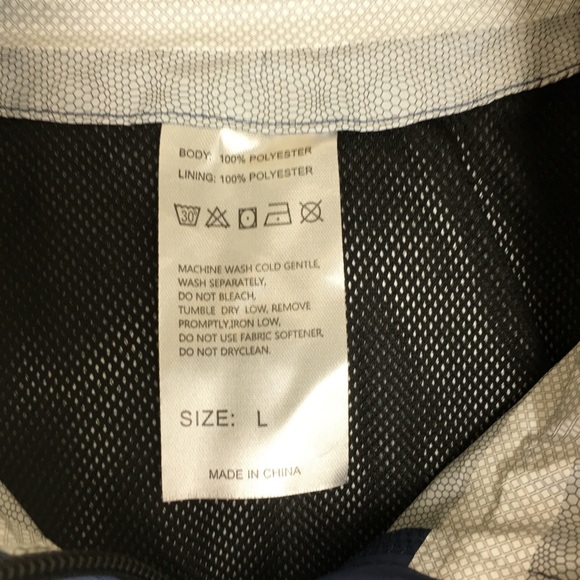 BODY: 100% POLYESTER
LINING: 100% POLYESTER
30
MACHINE WASH COLD GENTLE,
WASH SEPARATELY,
DO NOT BLEACH,
TUMBLE DRY LOW, REMOVE
PROMPTLY,IRON LOW,
DO NOT USE FABRIC SOFTENER,
DO NOT DRYCLEAN.
SIZE: L
MADE IN CHINA